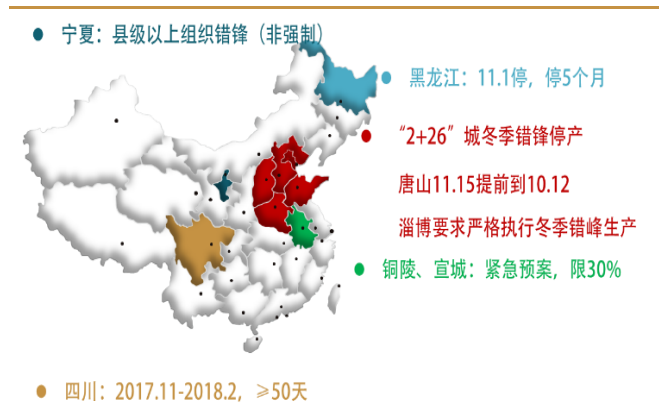 宁夏：县级以上组织错锋（非强制）
黑龙江：11.1停，停5个月
“2+26”城冬季错锋停产
唐山11.15提前到10.12
淄博要求严格执行冬季错峰生产
铜陵、宣城：紧急预案，限30%
四川：2017.11-2018.2，≥50天